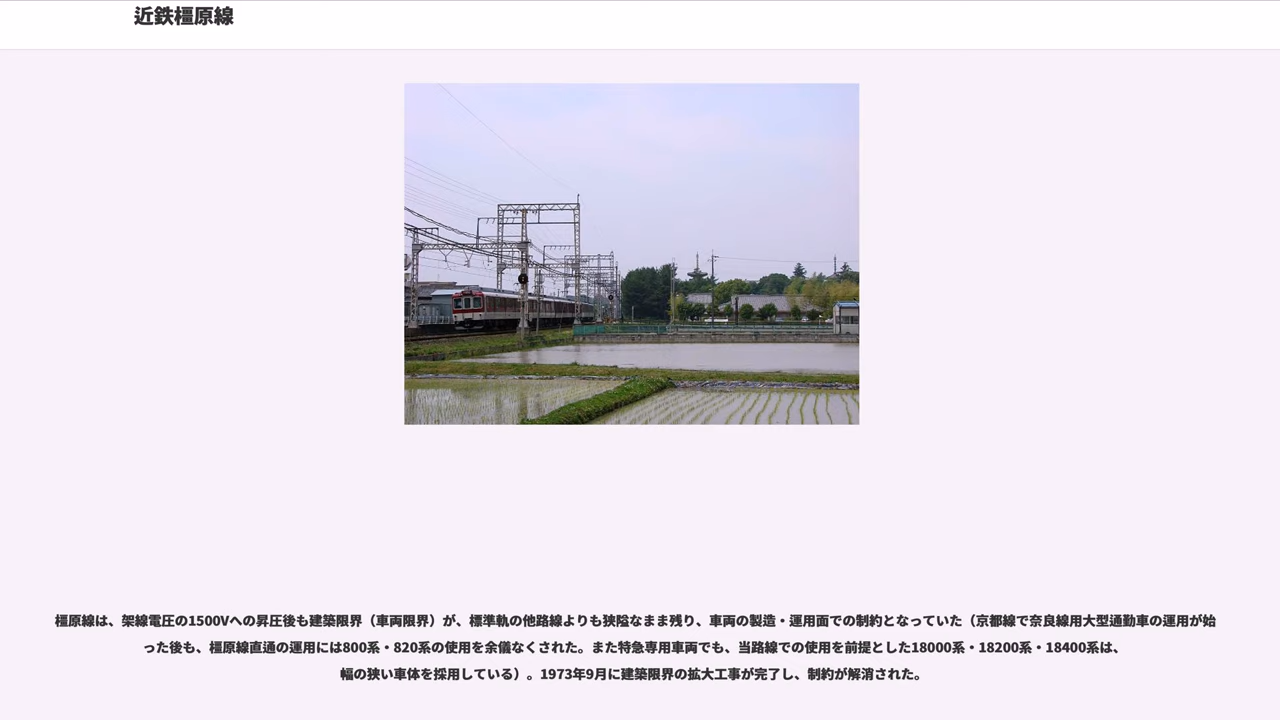 近鉄橿原線
橿原線は、架線電圧の1500Vへの昇圧後も建築限界（車両限界）が、標準軌の他路線よりも狭隘なまま残り、車両の製造・運用面での制約となっていた（京都線で奈良線用大型通勤車の運用が始
った後も、橿原線直通の運用には800系・820系の使用を余儀なくされた。また特急専用車両でも、当路線での使用を前提とした18000系・18200系・18400系は、
幅の狭い車体を採用している）。1973年9月に建築限界の拡大工事が完了し、制約が解消された。